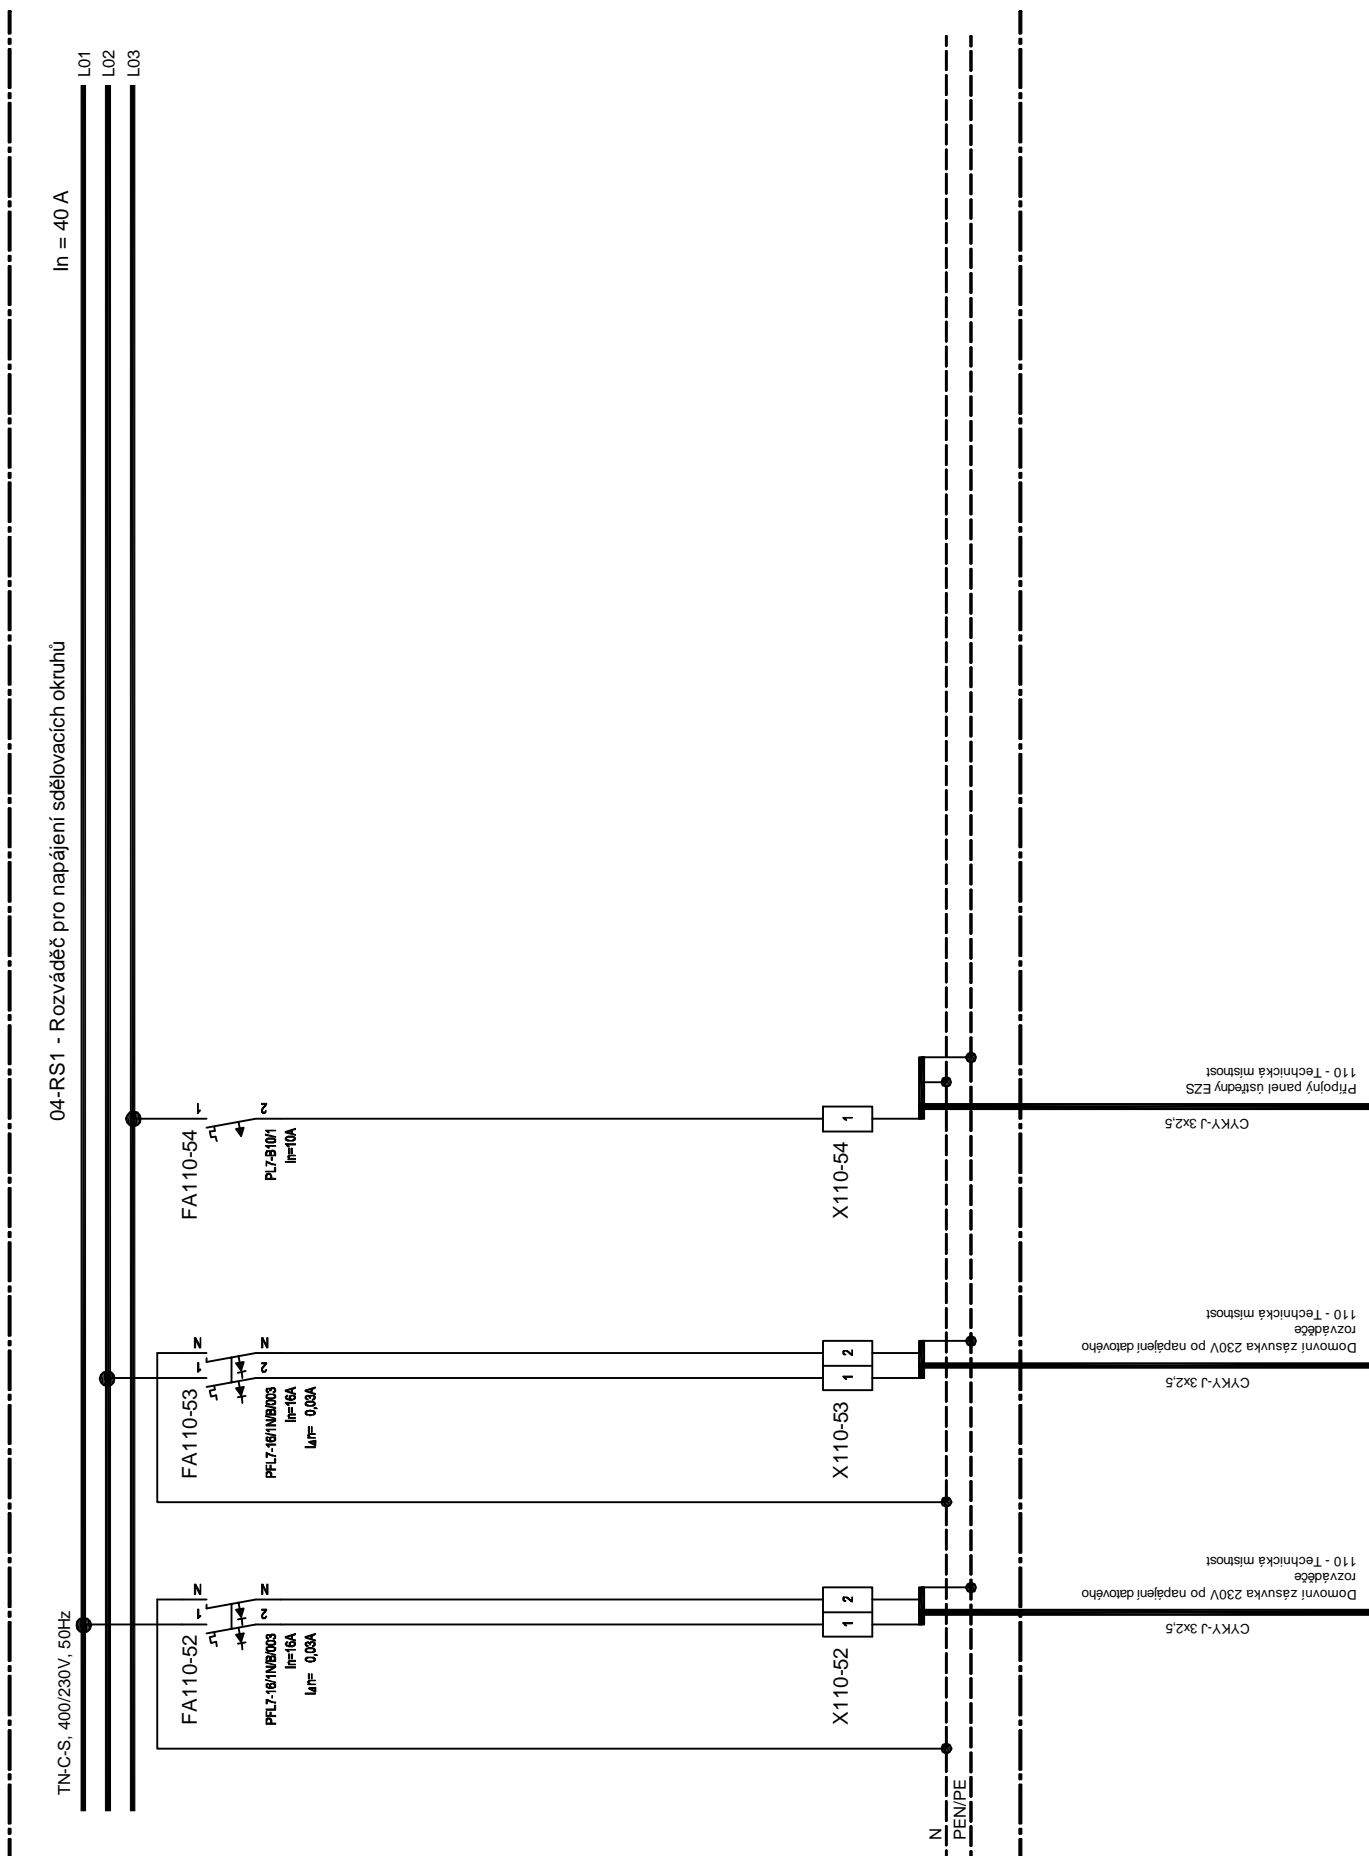 04-RS1 - Rozváděč pro napájení sdělovacích okruhů
In = 40 A
TN-C-S, 400/230V, 50Hz
L01
L02
L03
FA110-52
1
N
2
N
PFL7-16/1N/B/003
In=16A
I∆n= 0,03A
X110-52
1
2
FA110-53
1
N
2
N
PFL7-16/1N/B/003
In=16A
I∆n= 0,03A
X110-53
1
2
FA110-54
1
2
PL7-B10/1
In=10A
X110-54
1
N
PEN/PE
CYKY-J 3x2,5
Domovní zásuvka 230V po napájení datového
rozváděče
110 - Technická místnost
CYKY-J 3x2,5
Domovní zásuvka 230V po napájení datového
rozváděče
110 - Technická místnost
CYKY-J 3x2,5
Přípojný panel ústředny EZS
110 - Technická místnost